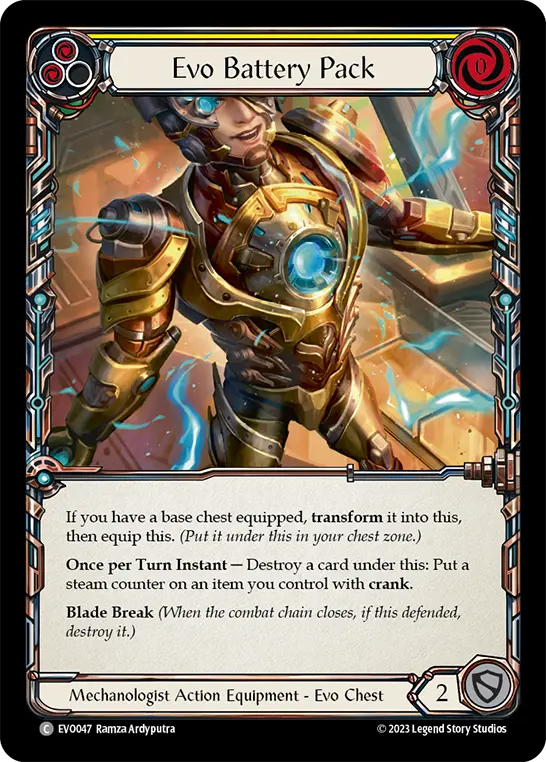 Evo Battery Pack
0
If you have a base chest equipped, transform it into this,
then equip this. (Put it under this in your chest zone.)
Once per Turn Instant — Destroy a card under this: Put a
steam counter on an item you control with crank.
Blade Break (When the combat chain closes, if this defended,
destroy it.)
Mechanologist Action Equipment - Evo Chest
2
C EVO047 Ramza Ardyputra
© 2023 Legend Story Studios